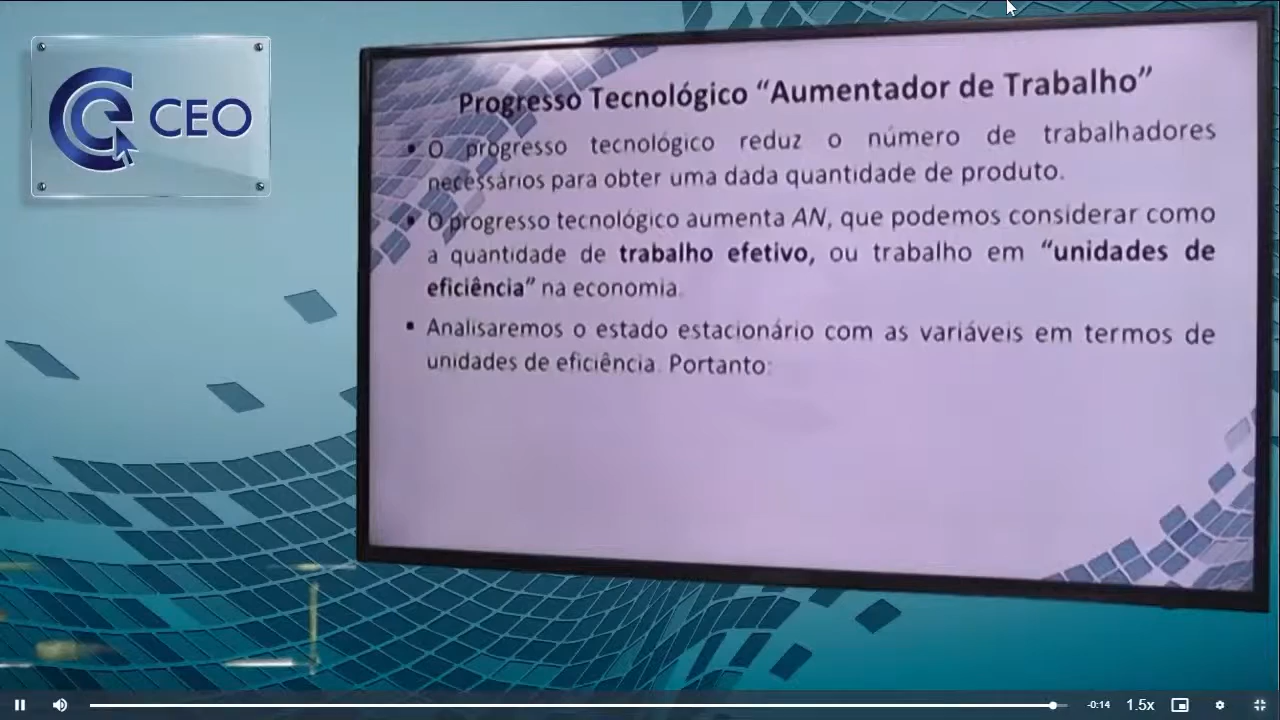 CEO
Progresso Tecnológico “Aumentador de Trabalho”
▪ O progresso tecnológico reduz o número de trabalhadores
necessários para obter uma dada quantidade de produto.
▪ O progresso tecnológico aumenta AN, que podemos considerar como
a quantidade de trabalho efetivo, ou trabalho em “unidades de
eficiência” na economia.
▪ Analisaremos o estado estacionário com as variáveis em termos de
unidades de eficiência. Portanto:
-0:14
1.5x